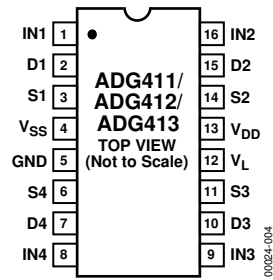 IN1 1
16 IN2
D1 2
15 D2
S1 3
14 S2
VSS 4
13 VDD
GND 5
12 VL
S4 6
11 S3
D4 7
10 D3
IN4 8
9 IN3
ADG411/
ADG412/
ADG413
TOP VIEW
(Not to Scale)
00024-004